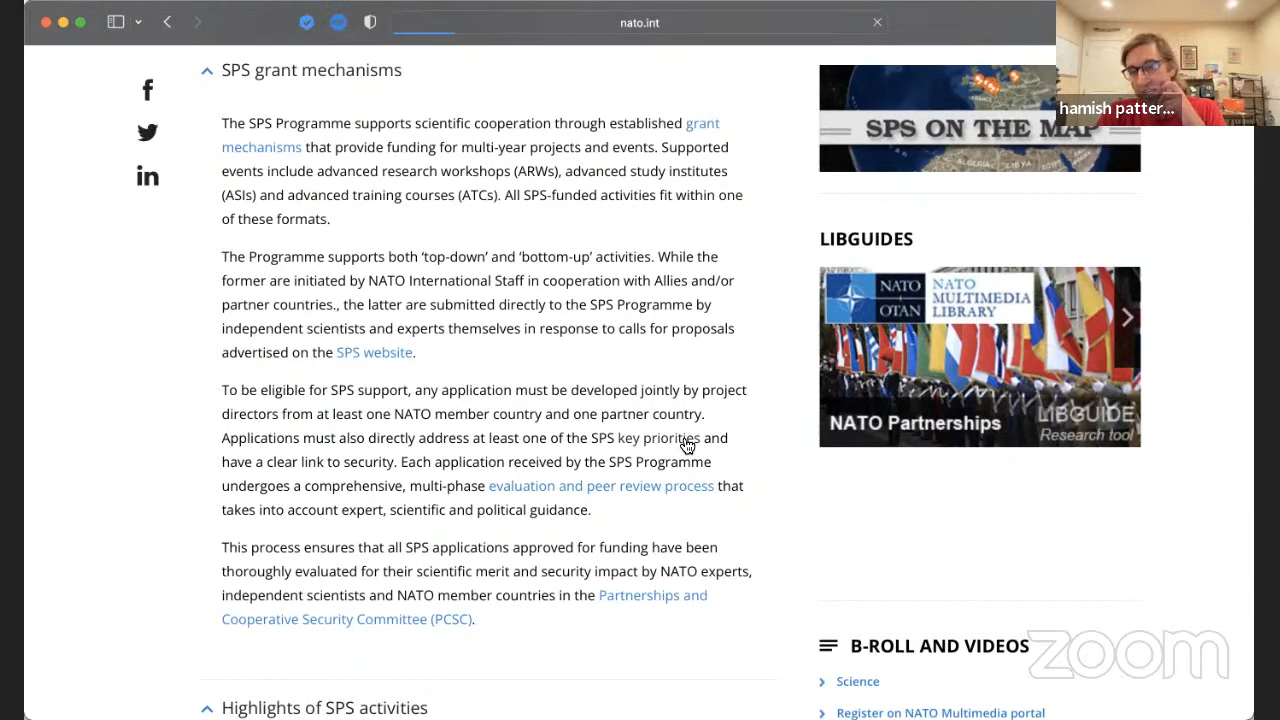 nato.int
hamish patter...
SPS grant mechanisms
The SPS Programme supports scientific cooperation through established grant
mechanisms that provide funding for multi-year projects and events. Supported
events include advanced research workshops (ARWs), advanced study institutes
(ASIs) and advanced training courses (ATCs). All SPS-funded activities fit within one
of these formats.
The Programme supports both ‘top-down’ and ‘bottom-up’ activities. While the
former are initiated by NATO International Staff in cooperation with Allies and/or
partner countries., the latter are submitted directly to the SPS Programme by
independent scientists and experts themselves in response to calls for proposals
advertised on the SPS website.
To be eligible for SPS support, any application must be developed jointly by project
directors from at least one NATO member country and one partner country.
Applications must also directly address at least one of the SPS key priorities and
have a clear link to security. Each application received by the SPS Programme
undergoes a comprehensive, multi-phase evaluation and peer review process that
takes into account expert, scientific and political guidance.
This process ensures that all SPS applications approved for funding have been
thoroughly evaluated for their scientific merit and security impact by NATO experts,
independent scientists and NATO member countries in the Partnerships and
Cooperative Security Committee (PCSC).
Highlights of SPS activities
SPS ON THE MAP
ALGERIA LIBYA EGYPT
LIBGUIDES
NATO
OTAN
NATO
MULTIMEDIA
LIBRARY
NATO Partnerships
LIBGUIDE
Research tool
B-ROLL AND VIDEOS
Science
Register on NATO Multimedia portal
zoom